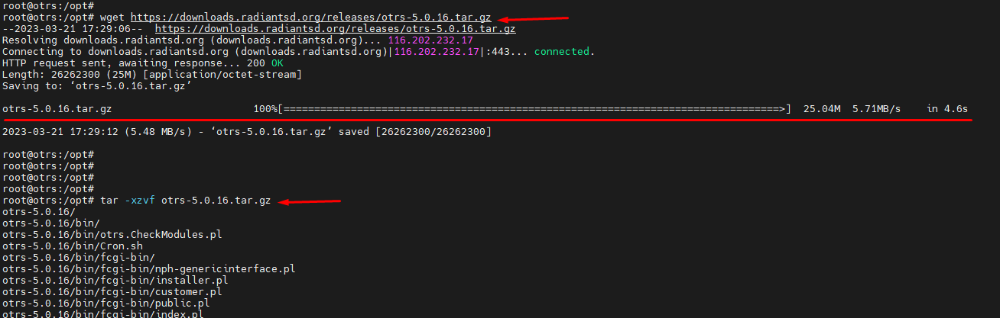 root@otrs:/opt#
root@otrs:/opt# wget https://downloads.radiantsd.org/releases/otrs-5.0.16.tar.gz
--2023-03-21 17:29:06--  https://downloads.radiantsd.org/releases/otrs-5.0.16.tar.gz
Resolving downloads.radiantsd.org (downloads.radiantsd.org)... 116.202.232.17
Connecting to downloads.radiantsd.org (downloads.radiantsd.org)|116.202.232.17|:443... connected.
HTTP request sent, awaiting response... 200 OK
Length: 26262300 (25M) [application/octet-stream]
Saving to: ‘otrs-5.0.16.tar.gz’
otrs-5.0.16.tar.gz 100%[=================================================================================>] 25.04M 5.71MB/s in 4.6s
2023-03-21 17:29:12 (5.48 MB/s) - ‘otrs-5.0.16.tar.gz’ saved [26262300/26262300]
root@otrs:/opt#
root@otrs:/opt#
root@otrs:/opt#
root@otrs:/opt#
root@otrs:/opt# tar -xzvf otrs-5.0.16.tar.gz
otrs-5.0.16/
otrs-5.0.16/bin/
otrs-5.0.16/bin/otrs.CheckModules.pl
otrs-5.0.16/bin/Cron.sh
otrs-5.0.16/bin/fcgi-bin/
otrs-5.0.16/bin/fcgi-bin/nph-genericinterface.pl
otrs-5.0.16/bin/fcgi-bin/installer.pl
otrs-5.0.16/bin/fcgi-bin/customer.pl
otrs-5.0.16/bin/fcgi-bin/public.pl
otrs-5.0.16/bin/fcgi-bin/index.pl